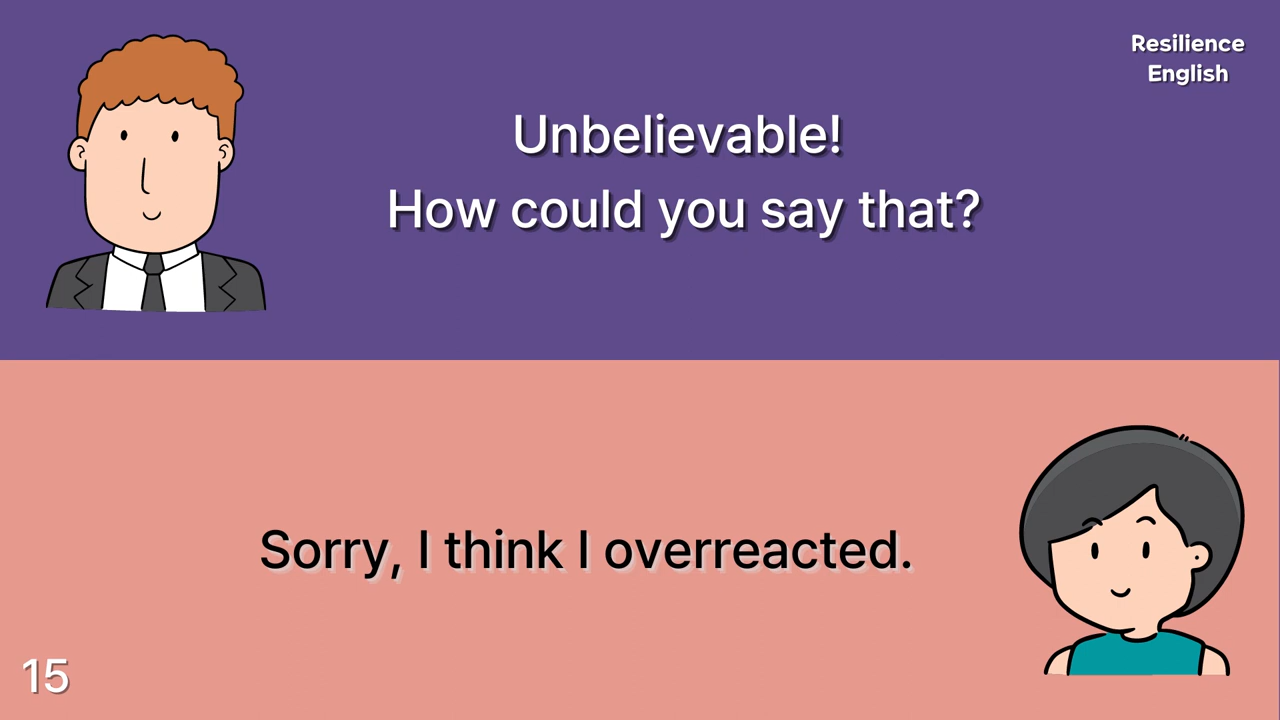 Resilience
English
Unbelievable!
How could you say that?
Sorry, I think I overreacted.
15